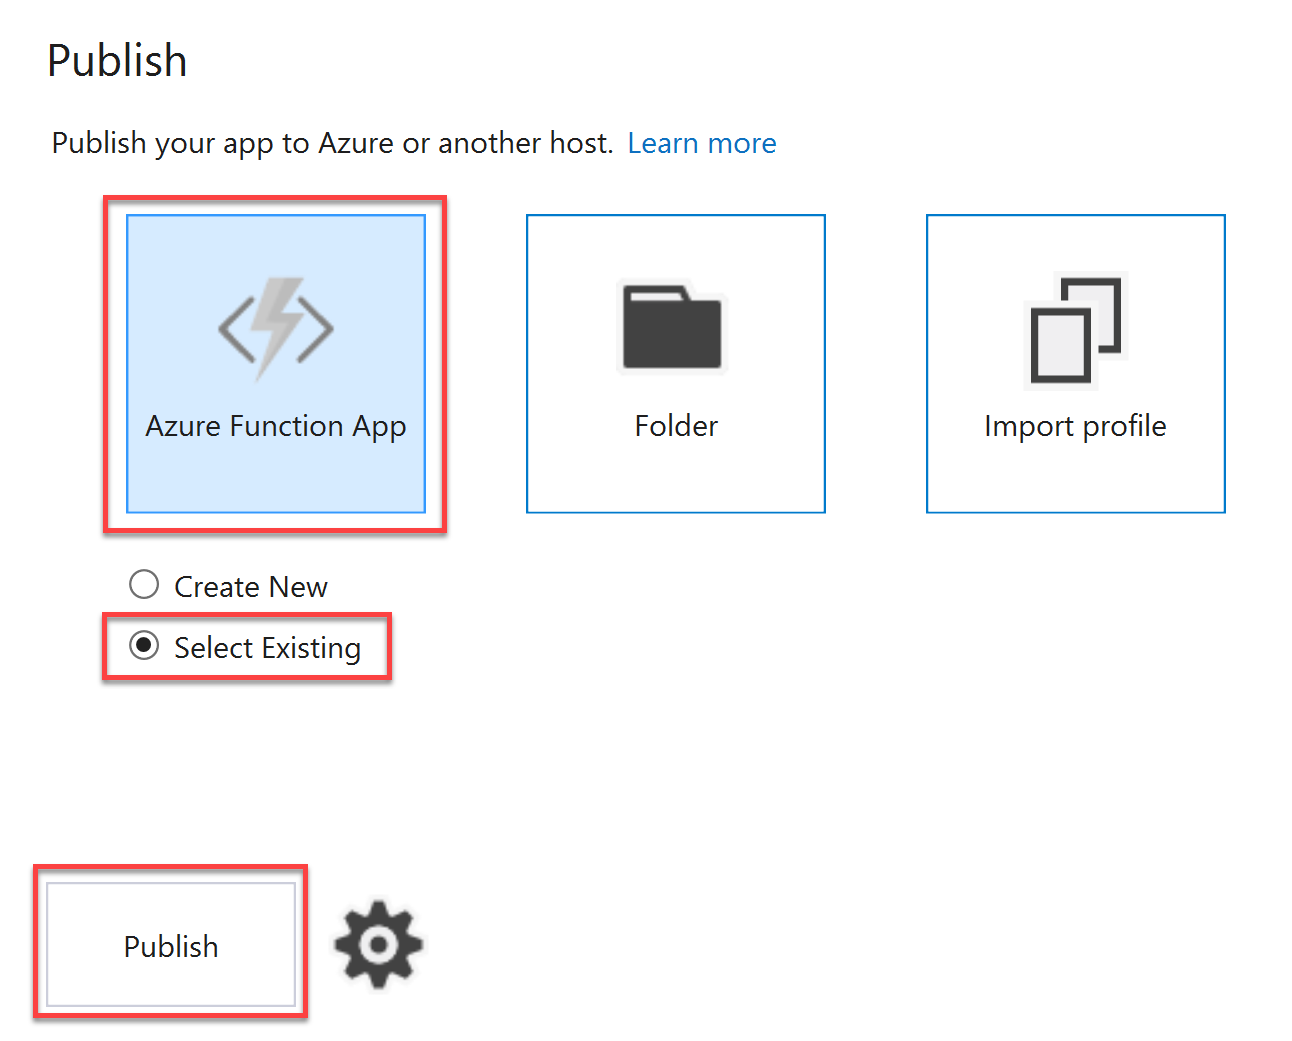 Publish
Publish your app to Azure or another host. Learn more
Azure Function App
Folder
Import profile
Create New
Select Existing
Publish